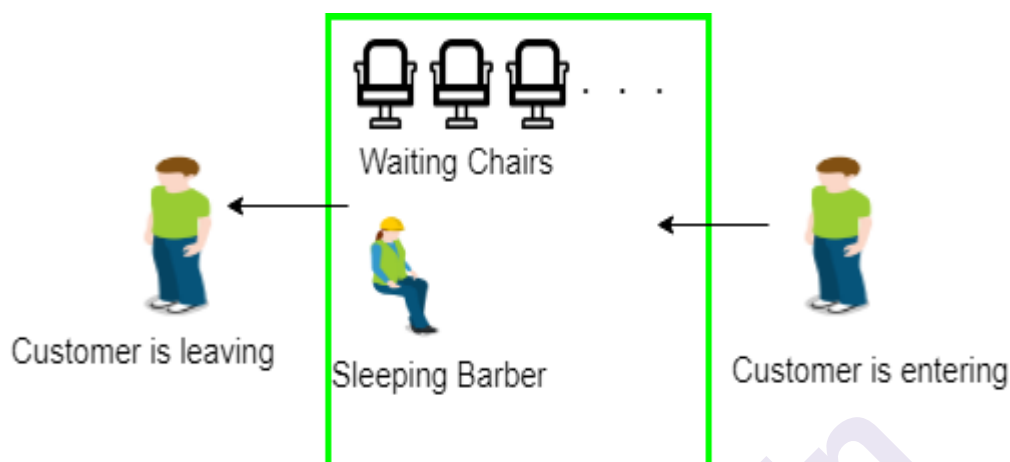 Waiting Chairs
Customer is leaving
Sleeping Barber
Customer is entering